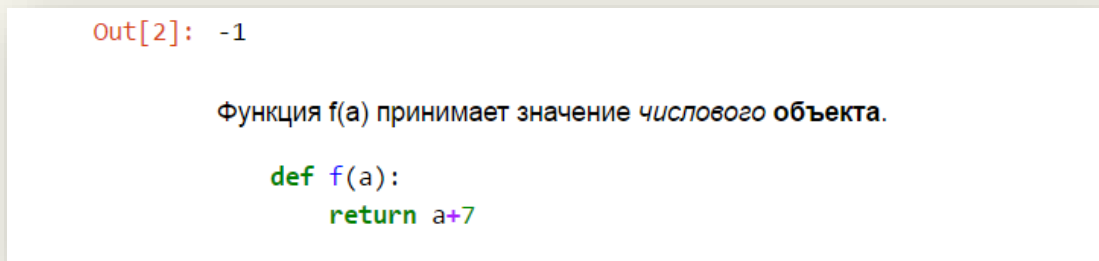 Out[2]: -1
Функция f(a) принимает значение числового объекта.
def f(a):
    return a+7